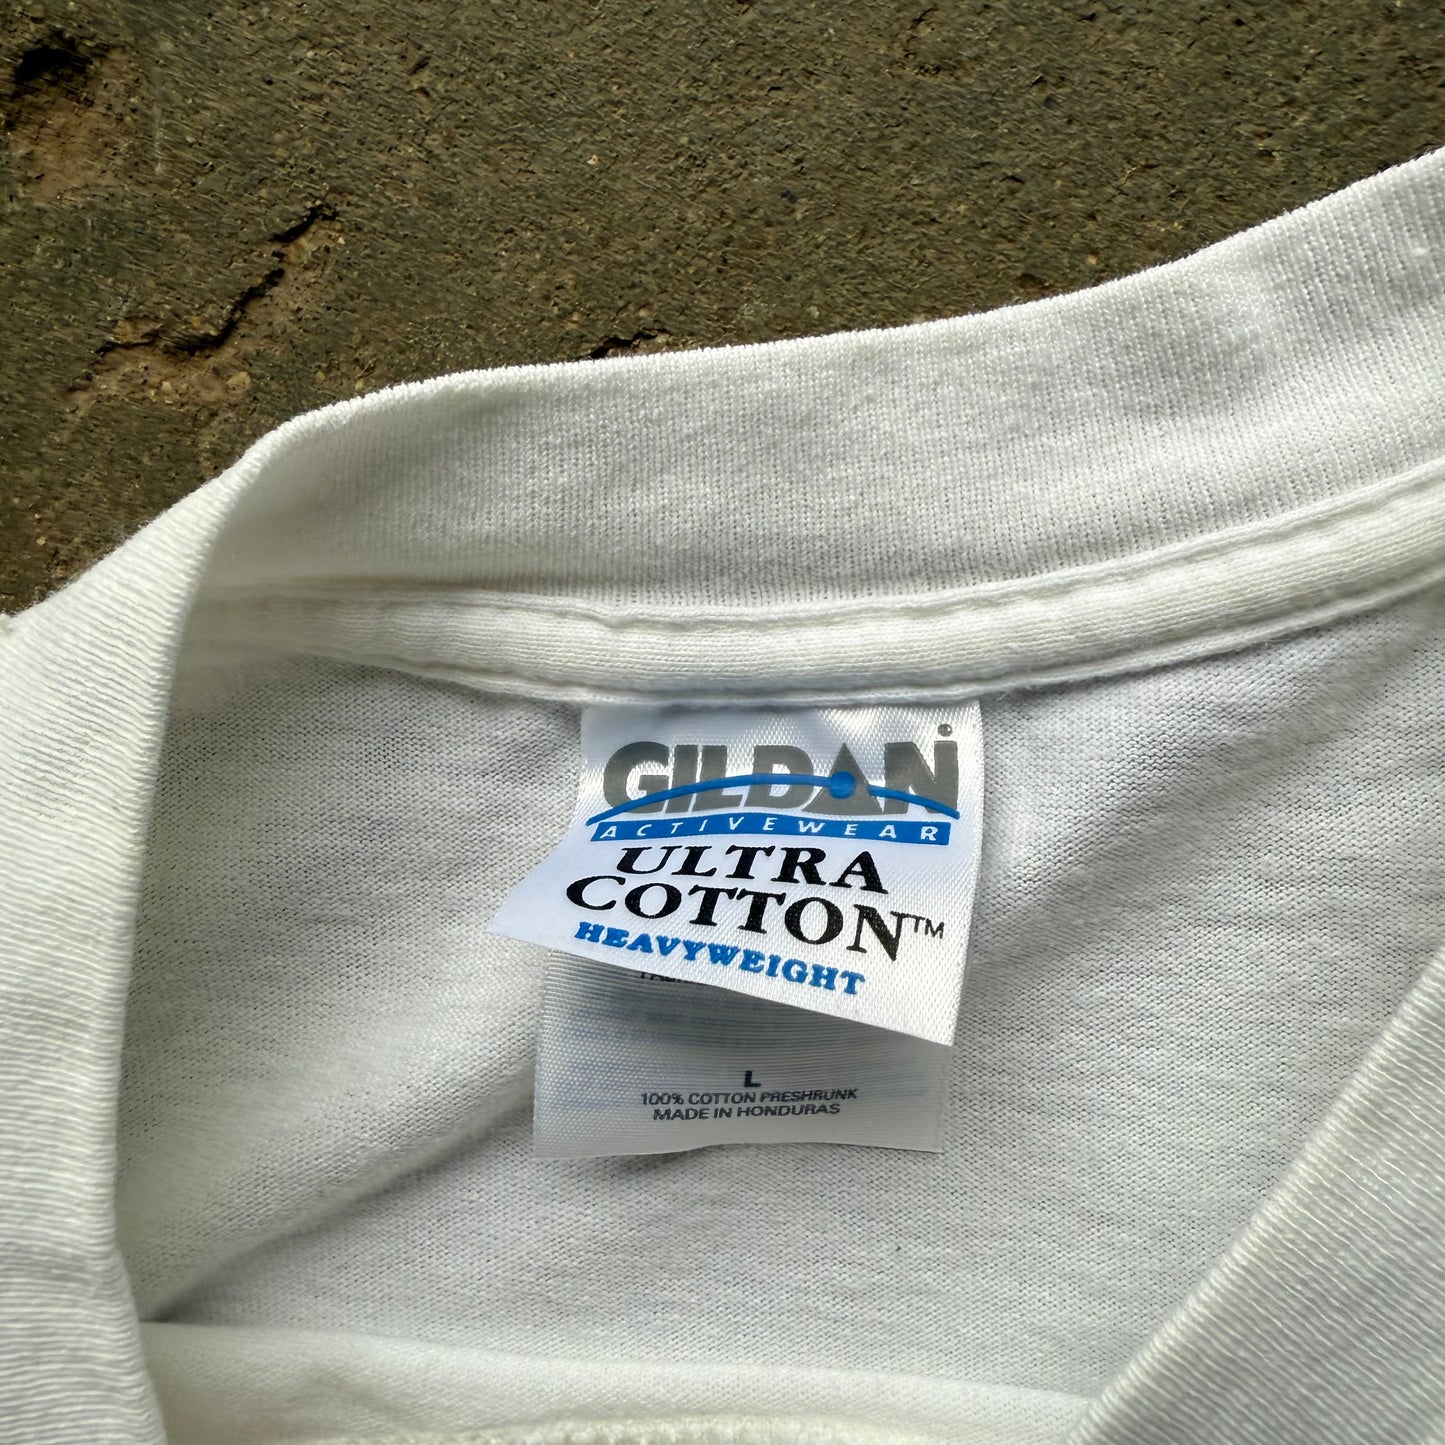 GILDAN
ACTIVEWEAR
ULTRA
COTTON™
HEAVYWEIGHT
L
100% COTTON PRESHRUNK
MADE IN HONDURAS